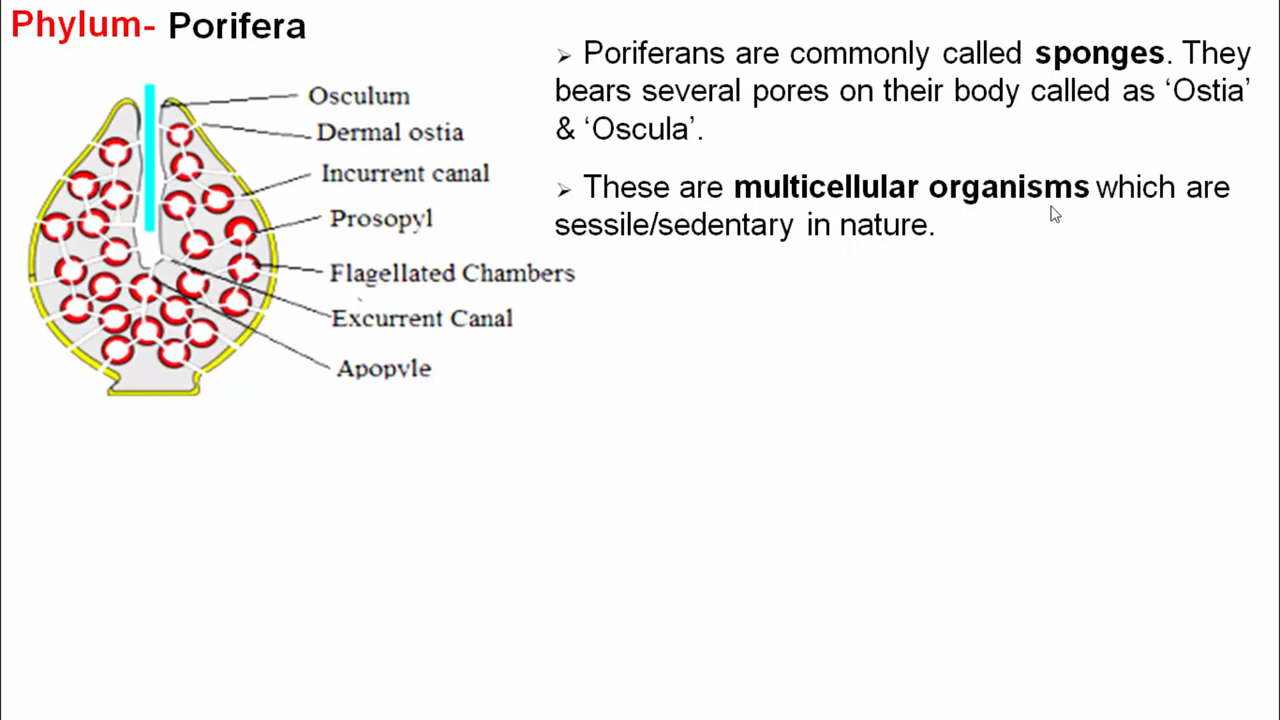 Phylum- Porifera
Osculum
Dermal ostia
Incurrent canal
Prosopyl
Flagellated Chambers
Excurrent Canal
Apopyle
➢ Poriferans are commonly called sponges. They
bears several pores on their body called as ‘Ostia’
& ‘Oscula’.
➢ These are multicellular organisms which are
sessile/sedentary in nature.